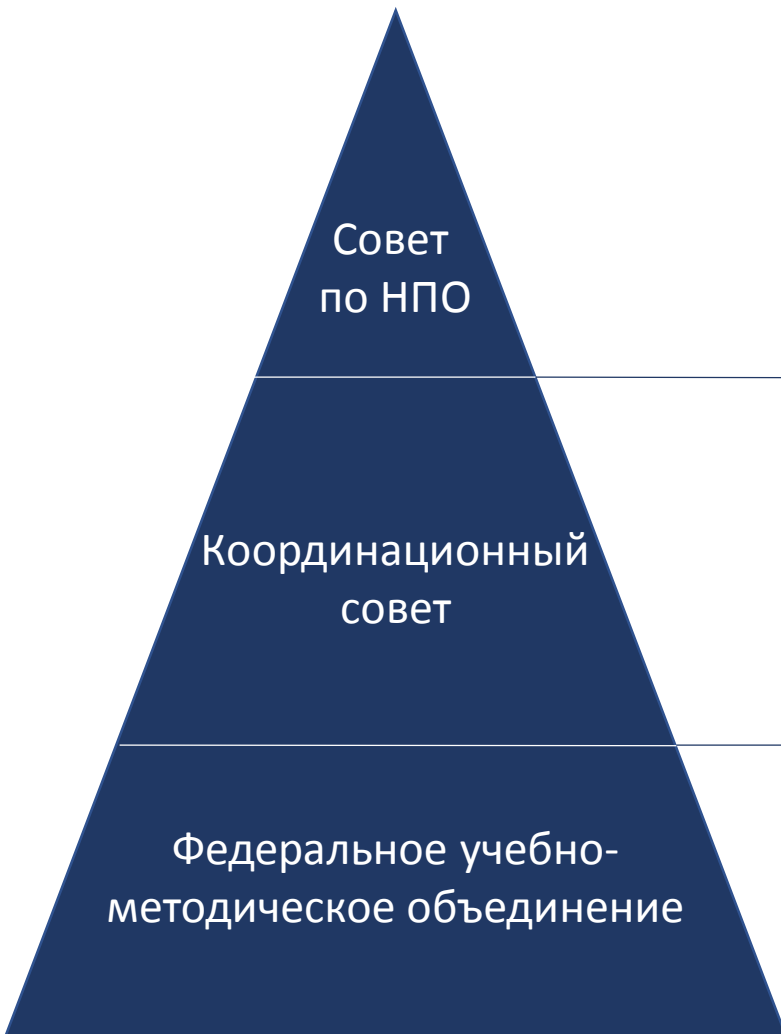 Совет
по НПО
Координационный
совет
Федеральное учебно-
методическое объединение